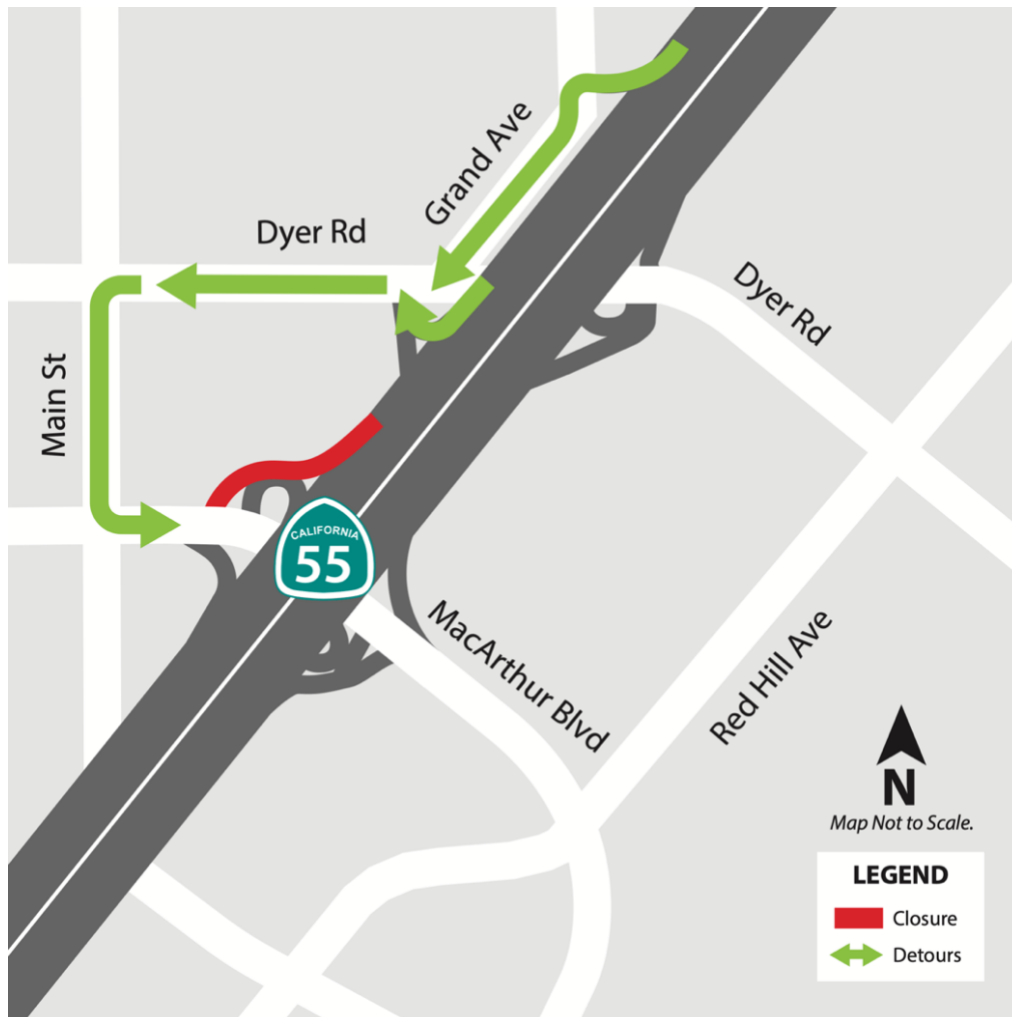 Grand Ave
Dyer Rd
Dyer Rd
Main St
CALIFORNIA
55
MacArthur Blvd
Red Hill Ave
N
Map Not to Scale.
LEGEND
Closure
Detours